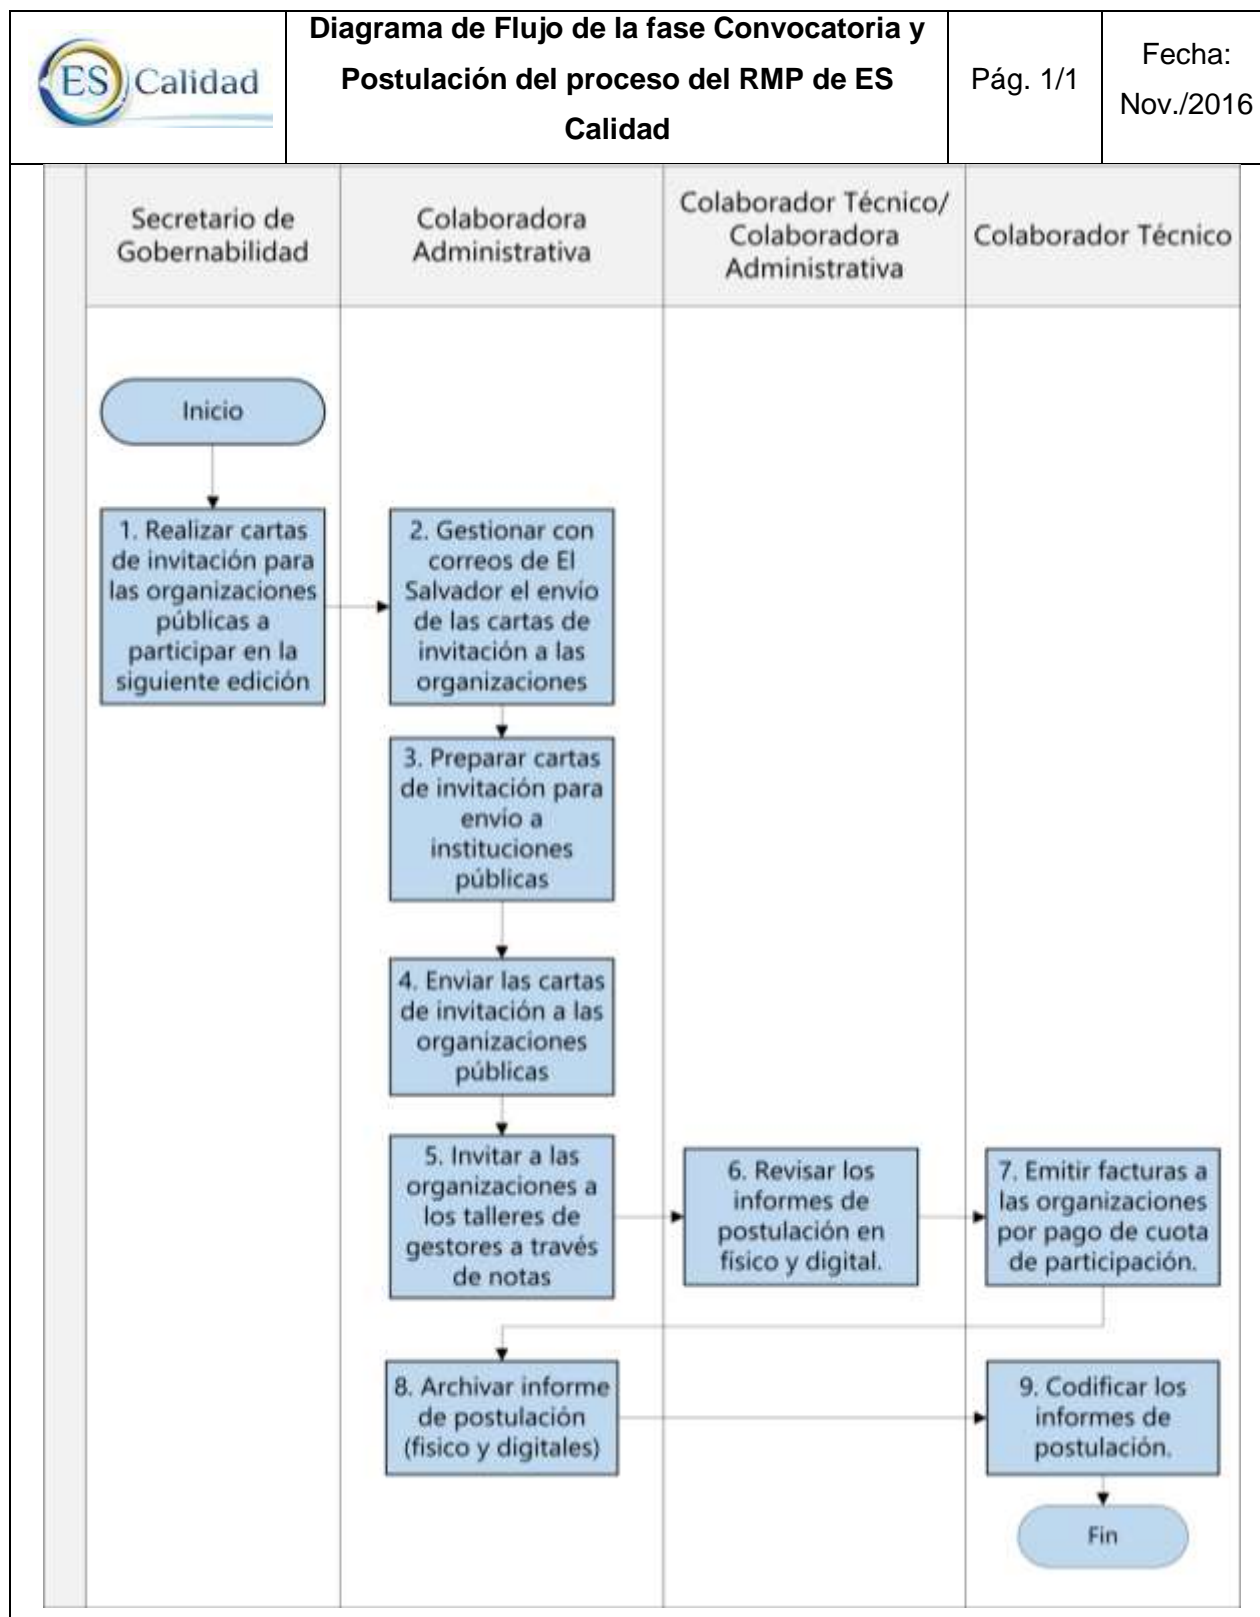 ES Calidad
Diagrama de Flujo de la fase Convocatoria y
Postulación del proceso del RMP de ES
Calidad
Pág. 1/1
Fecha:
Nov./2016
Secretario de
Gobernabilidad
Colaboradora
Administrativa
Colaborador Técnico/
Colaboradora
Administrativa
Colaborador Técnico
Inicio
1. Realizar cartas
de invitación para
las organizaciones
públicas a
participar en la
siguiente edición
2. Gestionar con
correos de El
Salvador el envío
de las cartas de
invitación a las
organizaciones
3. Preparar cartas
de invitación para
envío a
instituciones
públicas
4. Enviar las cartas
de invitación a las
organizaciones
públicas
5. Invitar a las
organizaciones a
los talleres de
gestores a través
de notas
6. Revisar los
informes de
postulación en
físico y digital.
7. Emitir facturas a
las organizaciones
por pago de cuota
de participación.
8. Archivar informe
de postulación
(fisico y digitales)
9. Codificar los
informes de
postulación.
Fin